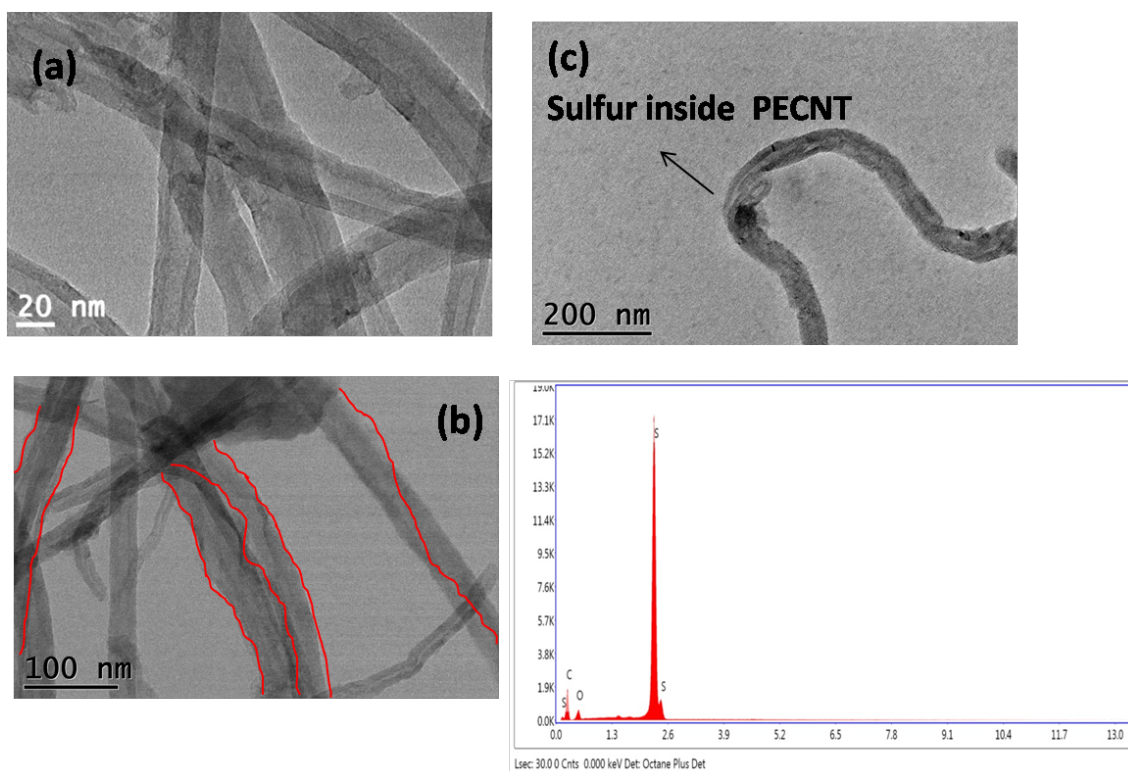 (a)
20 nm
(c)
Sulfur inside PECNT
200 nm
(b)
100 nm
19.0K
17.1K
15.2K
13.3K
11.4K
9.5K
7.6K
5.7K
3.8K
1.9K
0.0K
S
C
O
S
S
0.0 1.3 2.6 3.9 5.2 6.5 7.8 9.1 10.4 11.7 13.0
Lsec: 30.0 0 Cnts 0.000 keV Det: Octane Plus Det